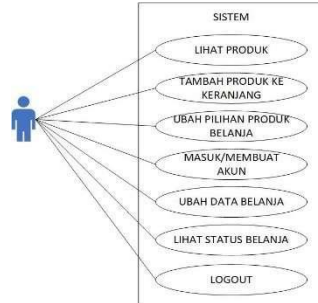 SISTEM
LIHAT PRODUK
TAMBAH PRODUK KE
KERANJANG
UBAH PILIHAN PRODUK
BELANJA
MASUK/MEMBUAT
AKUN
UBAH DATA BELANJA
LIHAT STATUS BELANJA
LOGOUT